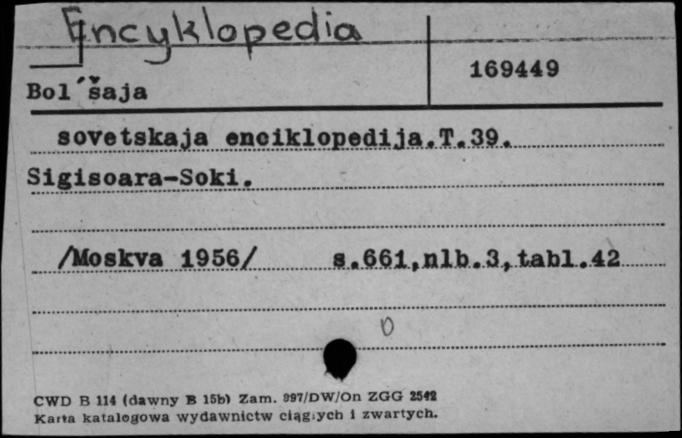 Encyklopedia
169449
Bol´šaja
sovetskaja enciklopedija.T.39.
Sigisoara-Soki.
/Moskva 1956/ s.661,nlb.3,tabl.42
0
CWD B 114 (dawny B 15b) Zam. 997/DW/On ZGG 2542
Karta katalogowa wydawnictw ciągłych i zwartych.